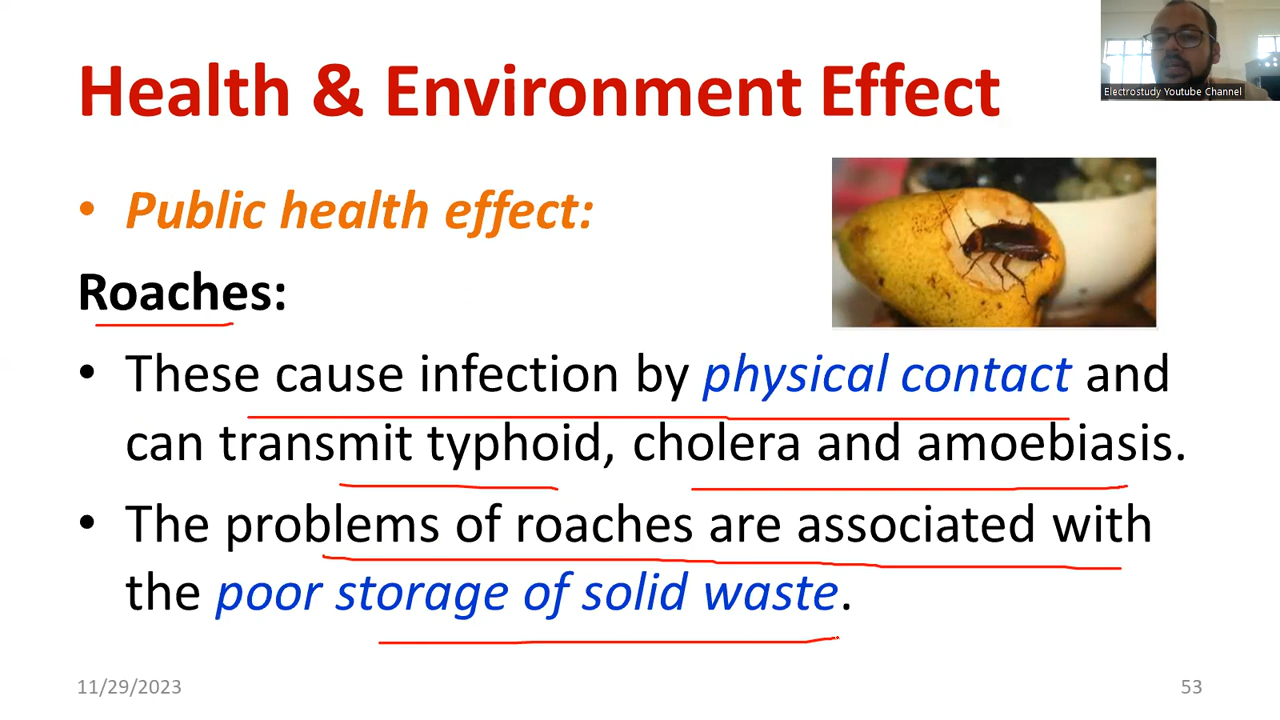 Health & Environment Effect
Electrostudy Youtube Channel
• Public health effect:
Roaches:
• These cause infection by physical contact and
can transmit typhoid, cholera and amoebiasis.
• The problems of roaches are associated with
the poor storage of solid waste.
11/29/2023
53